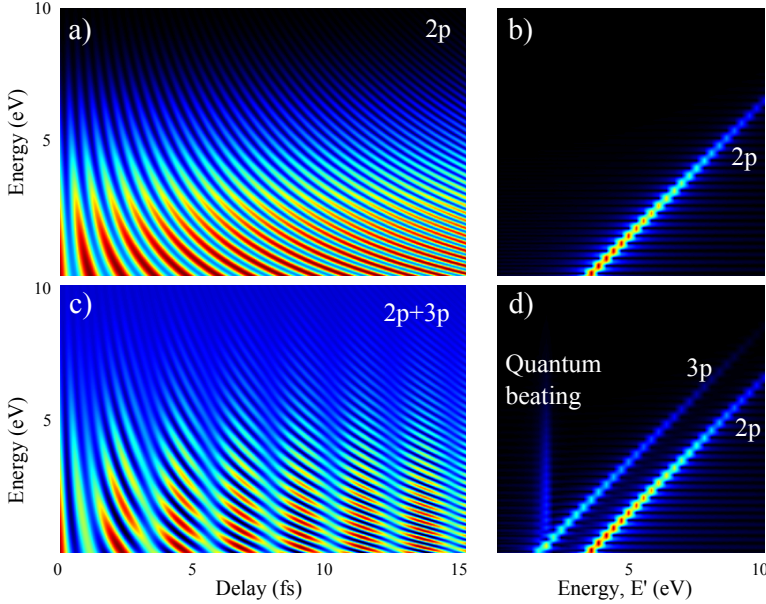 10
a)
2p
5
Energy (eV)
b)
2p
10
c)
2p+3p
5
Energy (eV)
0
5
10
15
Delay (fs)
d)
Quantum
beating
3p
2p
5
10
Energy, E' (eV)